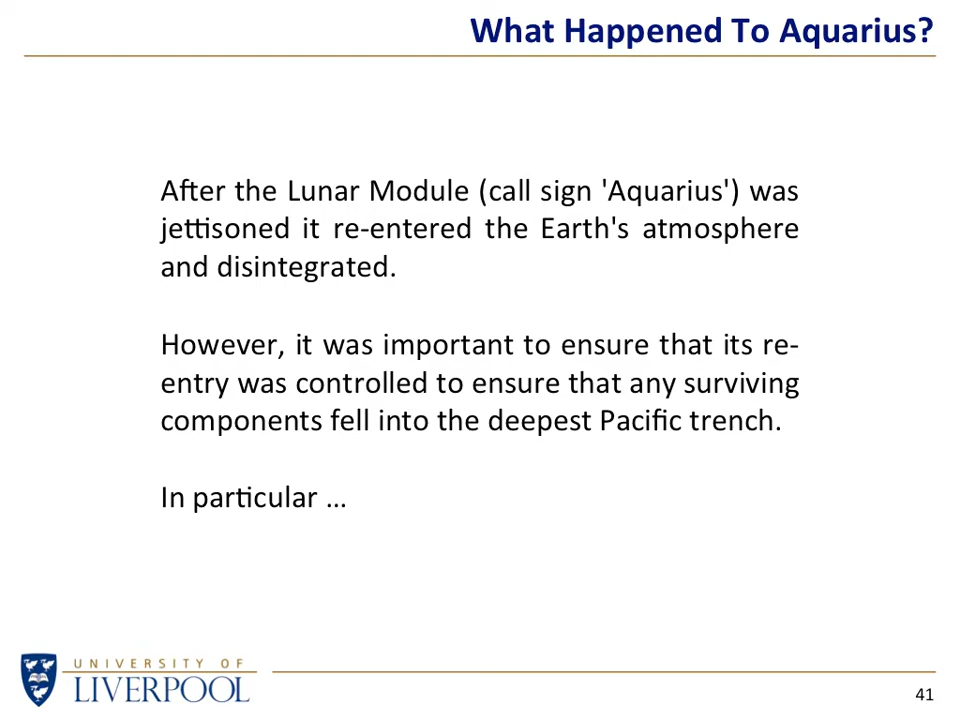 What Happened To Aquarius?
After the Lunar Module (call sign 'Aquarius') was
jettisoned it re-entered the Earth's atmosphere
and disintegrated.
However, it was important to ensure that its re-
entry was controlled to ensure that any surviving
components fell into the deepest Pacific trench.
In particular ...
UNIVERSITY OF
LIVERPOOL
41